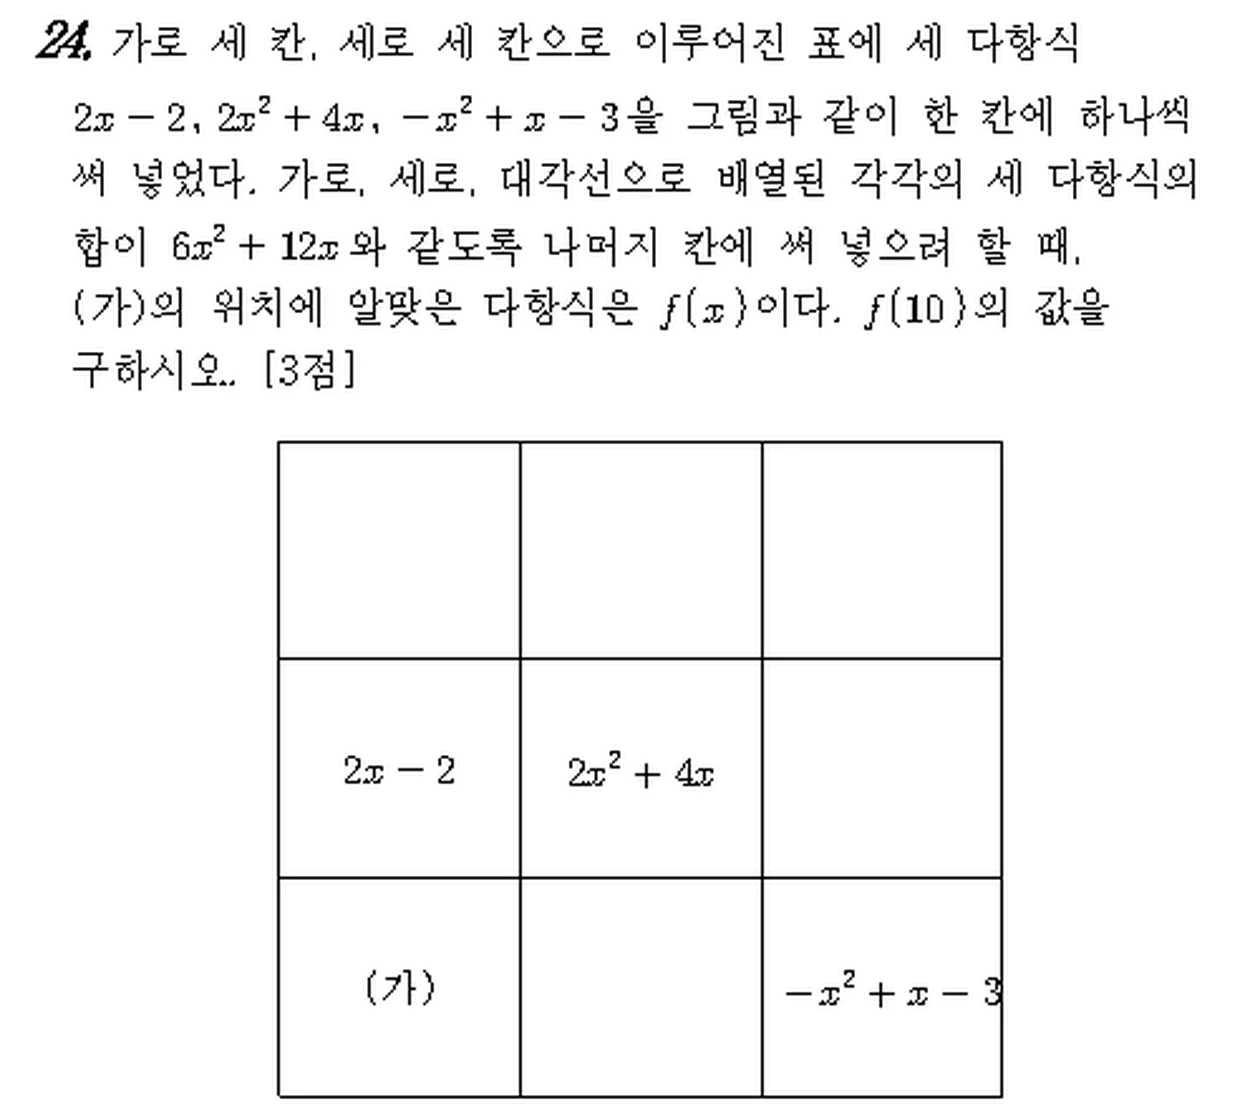 24. 가로 세 칸, 세로 세 칸으로 이루어진 표에 세 다항식
2x − 2, 2x² + 4x, −x² + x − 3을 그림과 같이 한 칸에 하나씩
써 넣었다. 가로, 세로, 대각선으로 배열된 각각의 세 다항식의
합이 6x² + 12x와 같도록 나머지 칸에 써 넣으려 할 때,
(가)의 위치에 알맞은 다항식은 f(x)이다. f(10)의 값을
구하시오.. [3점]
2x − 2 2x² + 4x
(가) −x² + x − 3